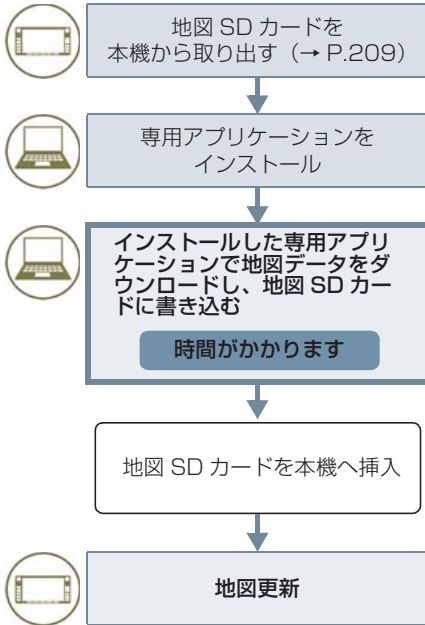 地図 SD カードを
本機から取り出す（→ P.209）
専用アプリケーションを
インストール
インストールした専用アプリ
ケーションで地図データをダ
ウンロードし、地図 SD カー
ドに書き込む
時間がかかります
地図 SD カードを本機へ挿入
地図更新